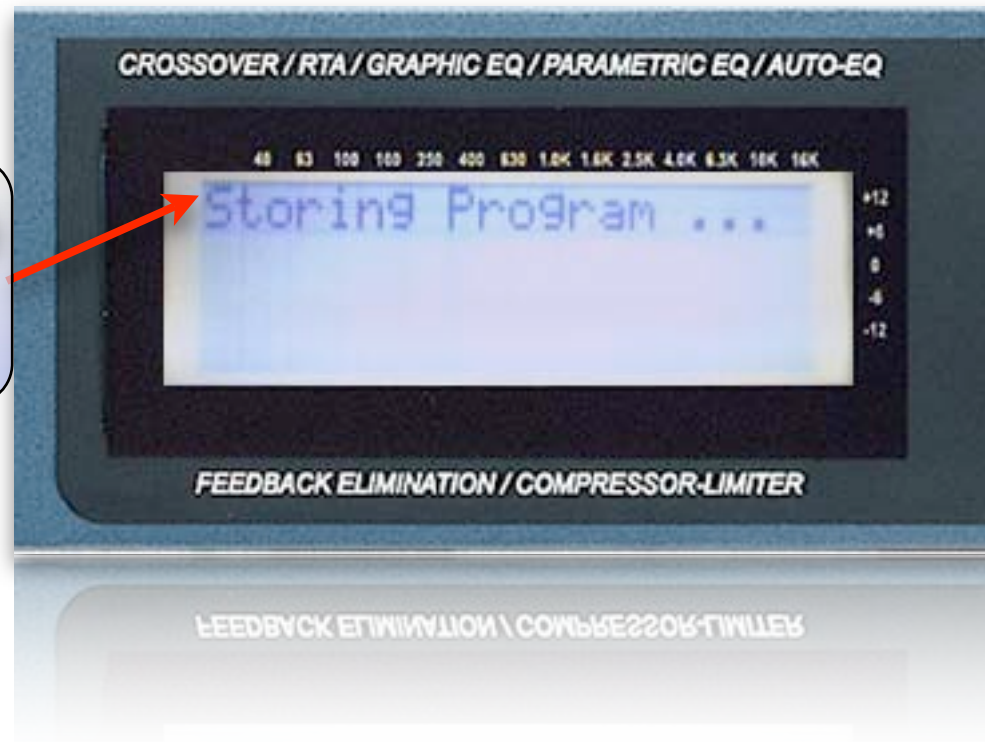 CROSSOVER / RTA / GRAPHIC EQ / PARAMETRIC EQ / AUTO-EQ
40 63 100 160 250 400 630 1.0K 1.6K 2.5K 4.0K 6.3K 10K 16K
Storing Program ...
+12
+6
0
-6
-12
FEEDBACK ELIMINATION / COMPRESSOR-LIMITER
FEEDBACK ELIMINATION / COMPRESSOR-LIMITER